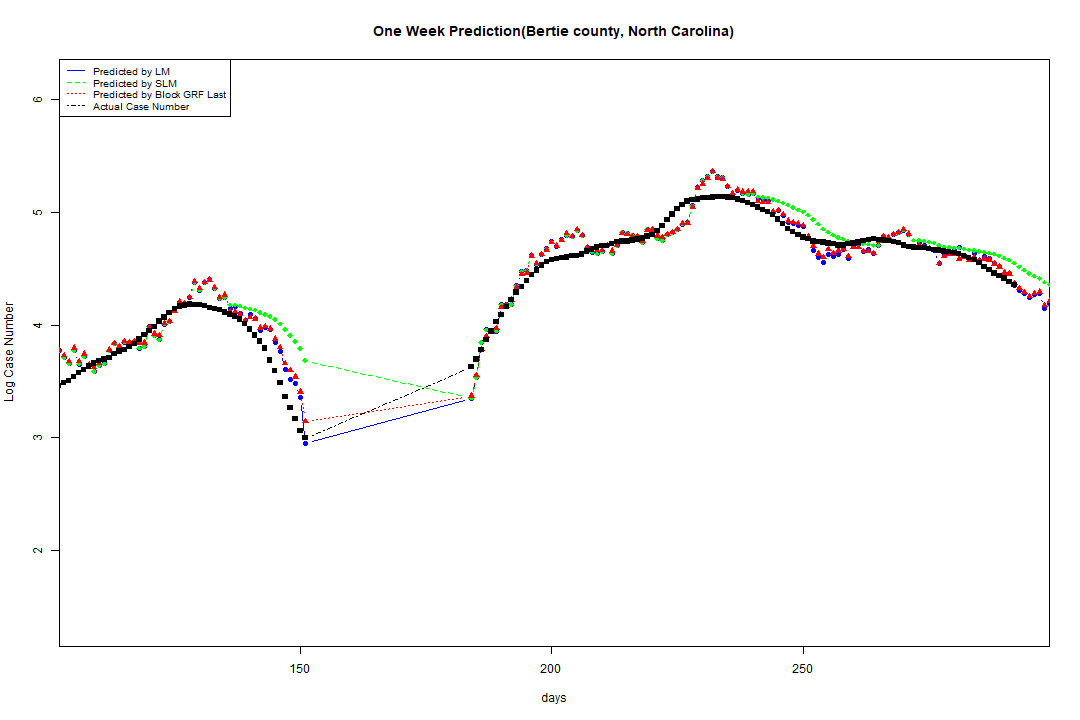 One Week Prediction(Bertie county, North Carolina)
Predicted by LM
Predicted by SLM
Predicted by Block GRF Last
Actual Case Number
6
5
4
3
2
Log Case Number
150
200
250
days